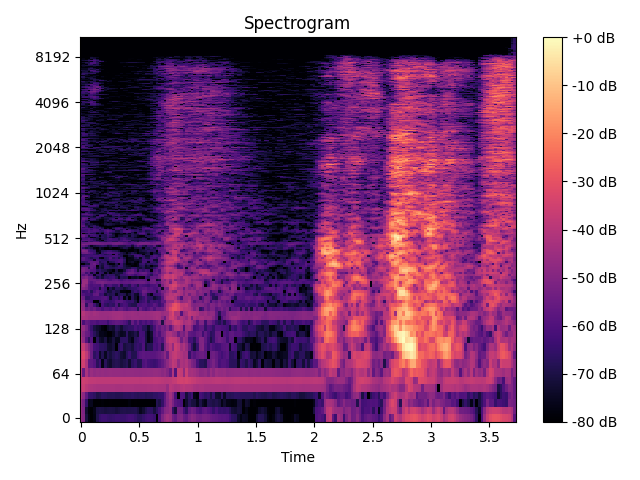 Spectrogram
Hz
8192
4096
2048
1024
512
256
128
64
0
0
0.5
1
1.5
2
2.5
3
3.5
Time
+0 dB
-10 dB
-20 dB
-30 dB
-40 dB
-50 dB
-60 dB
-70 dB
-80 dB